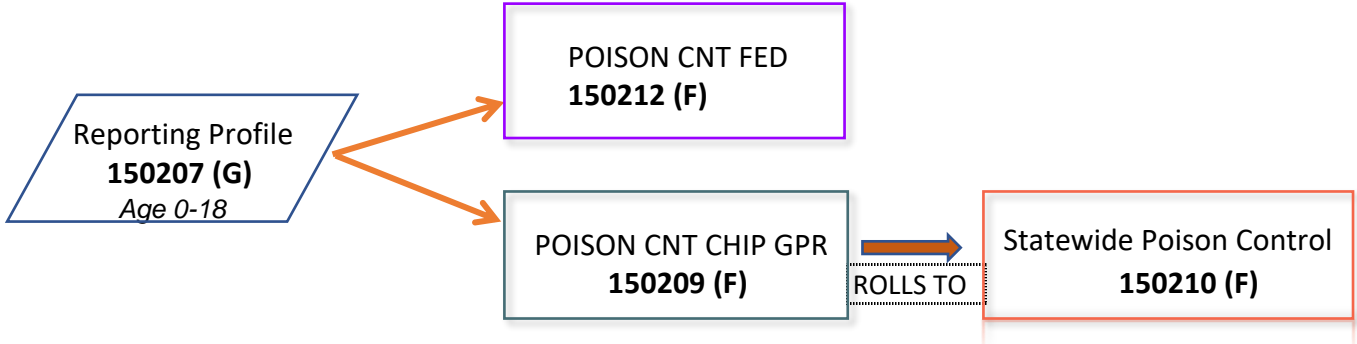 Reporting Profile
150207 (G)
Age 0-18
POISON CNT FED
150212 (F)
POISON CNT CHIP GPR
150209 (F)
ROLLS TO
Statewide Poison Control
150210 (F)